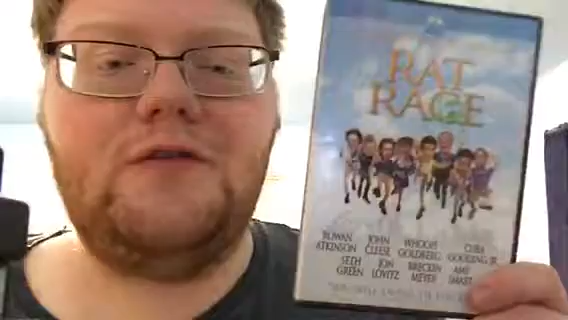 RAT
RACE
ROWAN JOHN WHOOPI CUBA
ATKINSON CLEESE GOLDBERG GOODING, JR.
SETH JON BRECKIN AMY
GREEN LOVITZ MEYER SMART